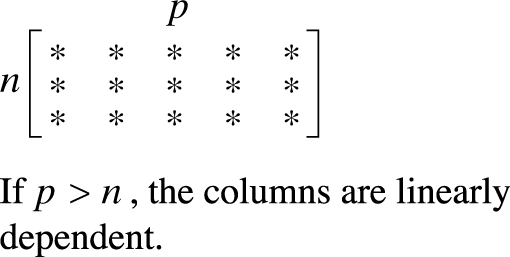 p
n [ * * * * *
* * * * *
* * * * * ]
If p > n, the columns are linearly
dependent.